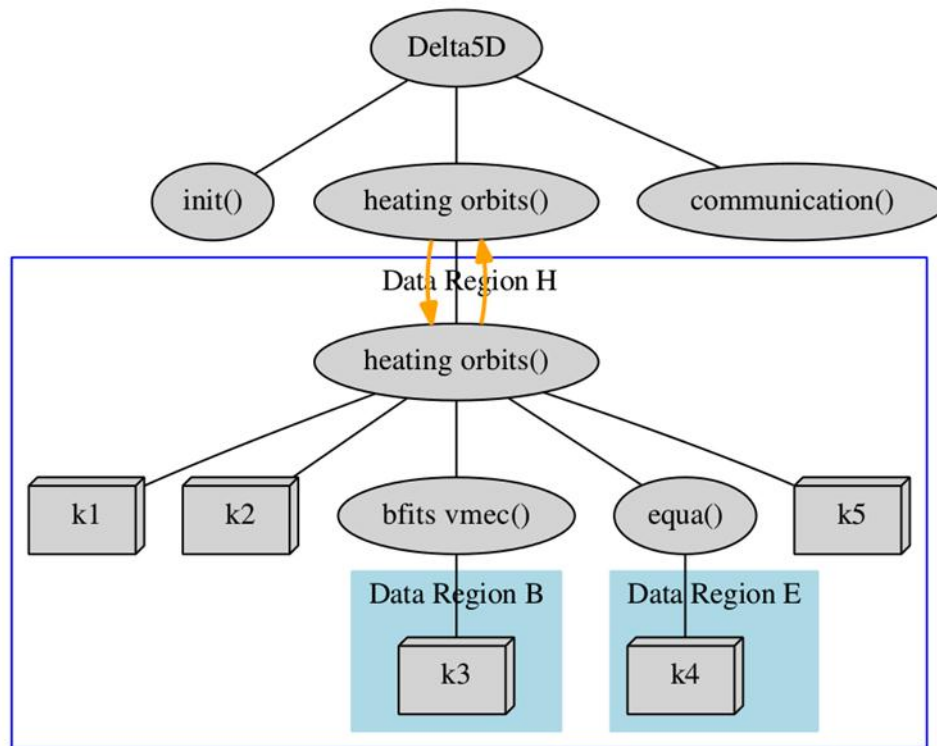 Delta5D
init()
heating orbits()
communication()
Data Region H
heating orbits()
k1
k2
bfits vmec()
equa()
k5
Data Region B
Data Region E
k3
k4